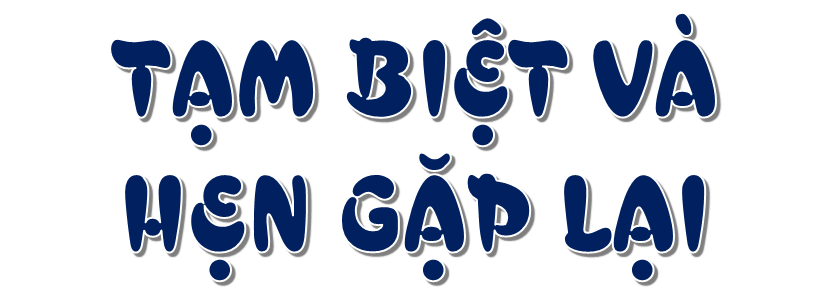 TẠM BIỆT VÀ
HẸN GẶP LẠI